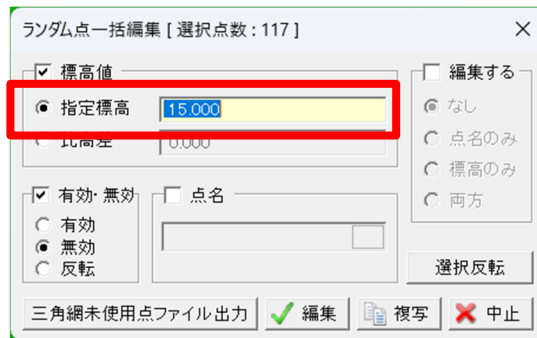 ランダム点一括編集 [ 選択点数 : 117 ]
標高値
指定標高 15.000
比高差 0.000
編集する
なし
点名のみ
標高のみ
両方
有効・無効
有効
無効
反転
点名
選択反転
三角網未使用点ファイル出力 編集 複写 中止